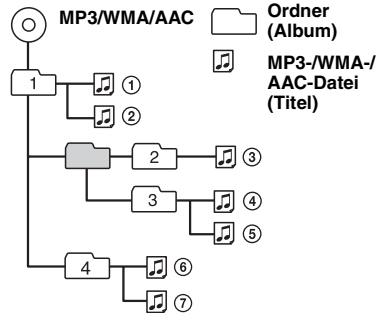 MP3/WMA/AAC
Ordner
(Album)
MP3-/WMA-/
AAC-Datei
(Titel)
1
①
②
2
③
3
④
⑤
4
⑥
⑦